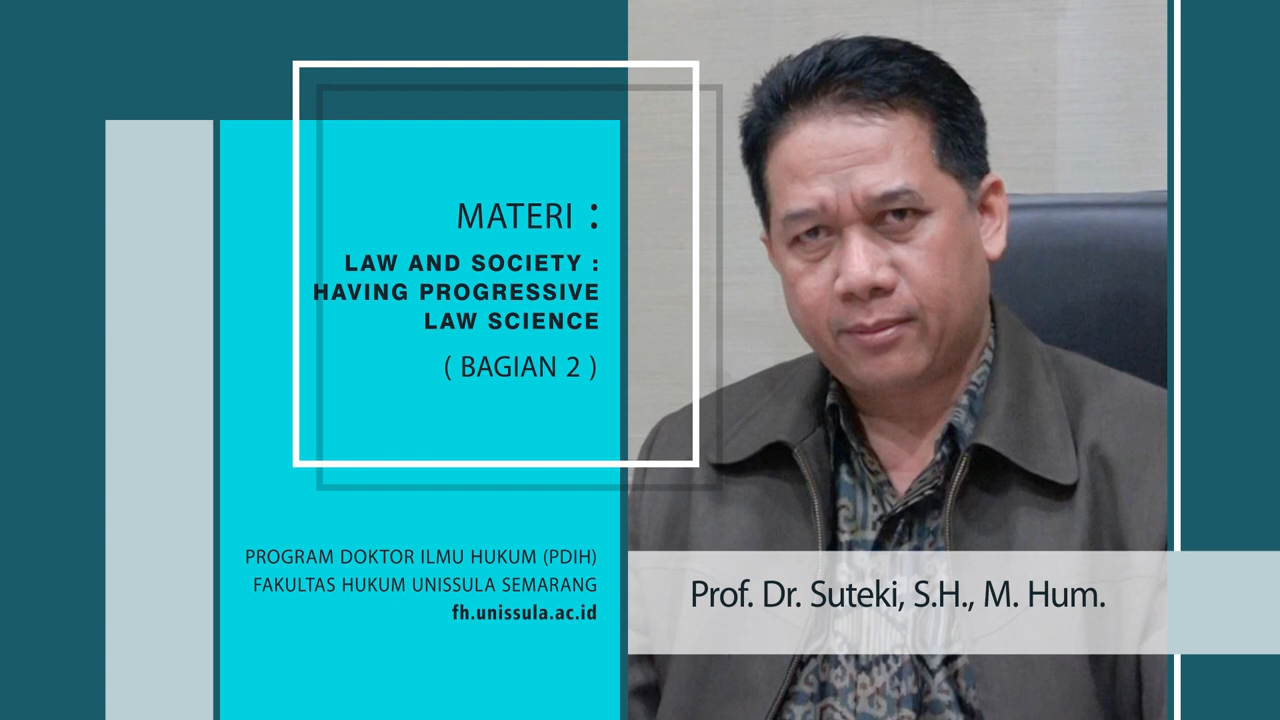 MATERI :
LAW AND SOCIETY :
HAVING PROGRESSIVE
LAW SCIENCE
( BAGIAN 2 )
PROGRAM DOKTOR ILMU HUKUM (PDIH)
FAKULTAS HUKUM UNISSULA SEMARANG
fh.unissula.ac.id
Prof. Dr. Suteki, S.H., M. Hum.